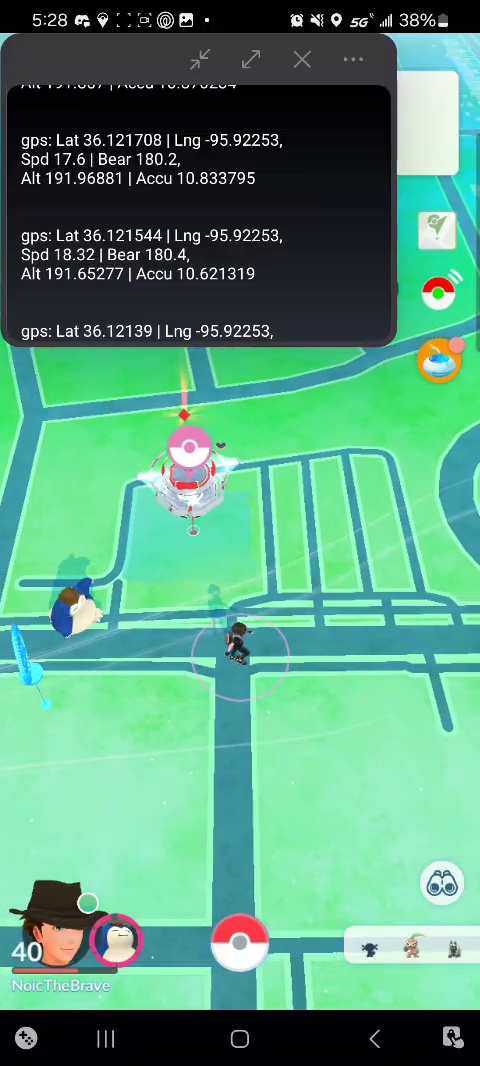 5:28
5G
38%
gps: Lat 36.121708 | Lng -95.92253,
Spd 17.6 | Bear 180.2,
Alt 191.96881 | Accu 10.833795
gps: Lat 36.121544 | Lng -95.92253,
Spd 18.32 | Bear 180.4,
Alt 191.65277 | Accu 10.621319
gps: Lat 36.12139 | Lng -95.92253,
40
NoicTheBrave